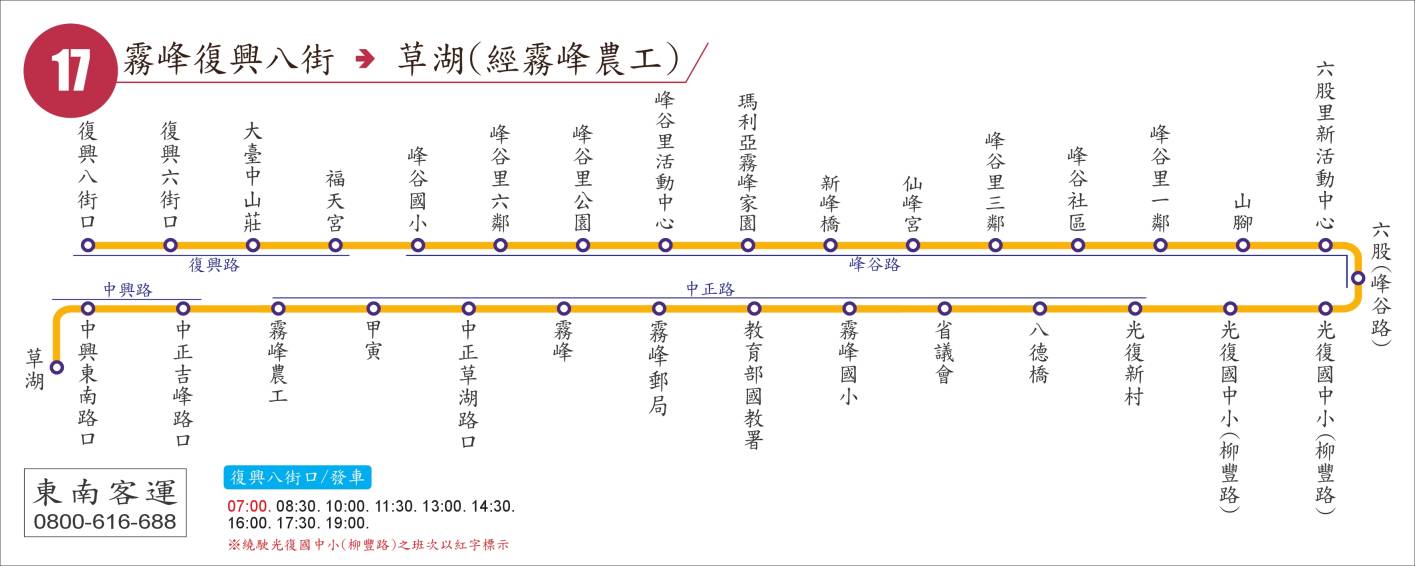 17 霧峰復興八街 → 草湖(經霧峰農工)
復興八街口
復興六街口
大臺中山莊
福天宮
峰谷國小
峰谷里六鄰
峰谷里公園
峰谷里活動中心
瑪利亞霧峰家園
新峰橋
仙峰宮
峰谷里三鄰
峰谷社區
峰谷里一鄰
山腳
六股里新活動中心
六股(峰谷路)
復興路
峰谷路
中興路
中正路
光復國中小(柳豐路)
光復國中小(柳豐路)
光復新村
八德橋
省議會
霧峰國小
教育部國教署
霧峰郵局
霧峰
中正草湖路口
甲寅
霧峰農工
中正吉峰路口
中興東南路口
草湖
東南客運
0800-616-688
復興八街口/發車
07:00. 08:30. 10:00. 11:30. 13:00. 14:30.
16:00. 17:30. 19:00.
※繞駛光復國中小(柳豐路)之班次以紅字標示